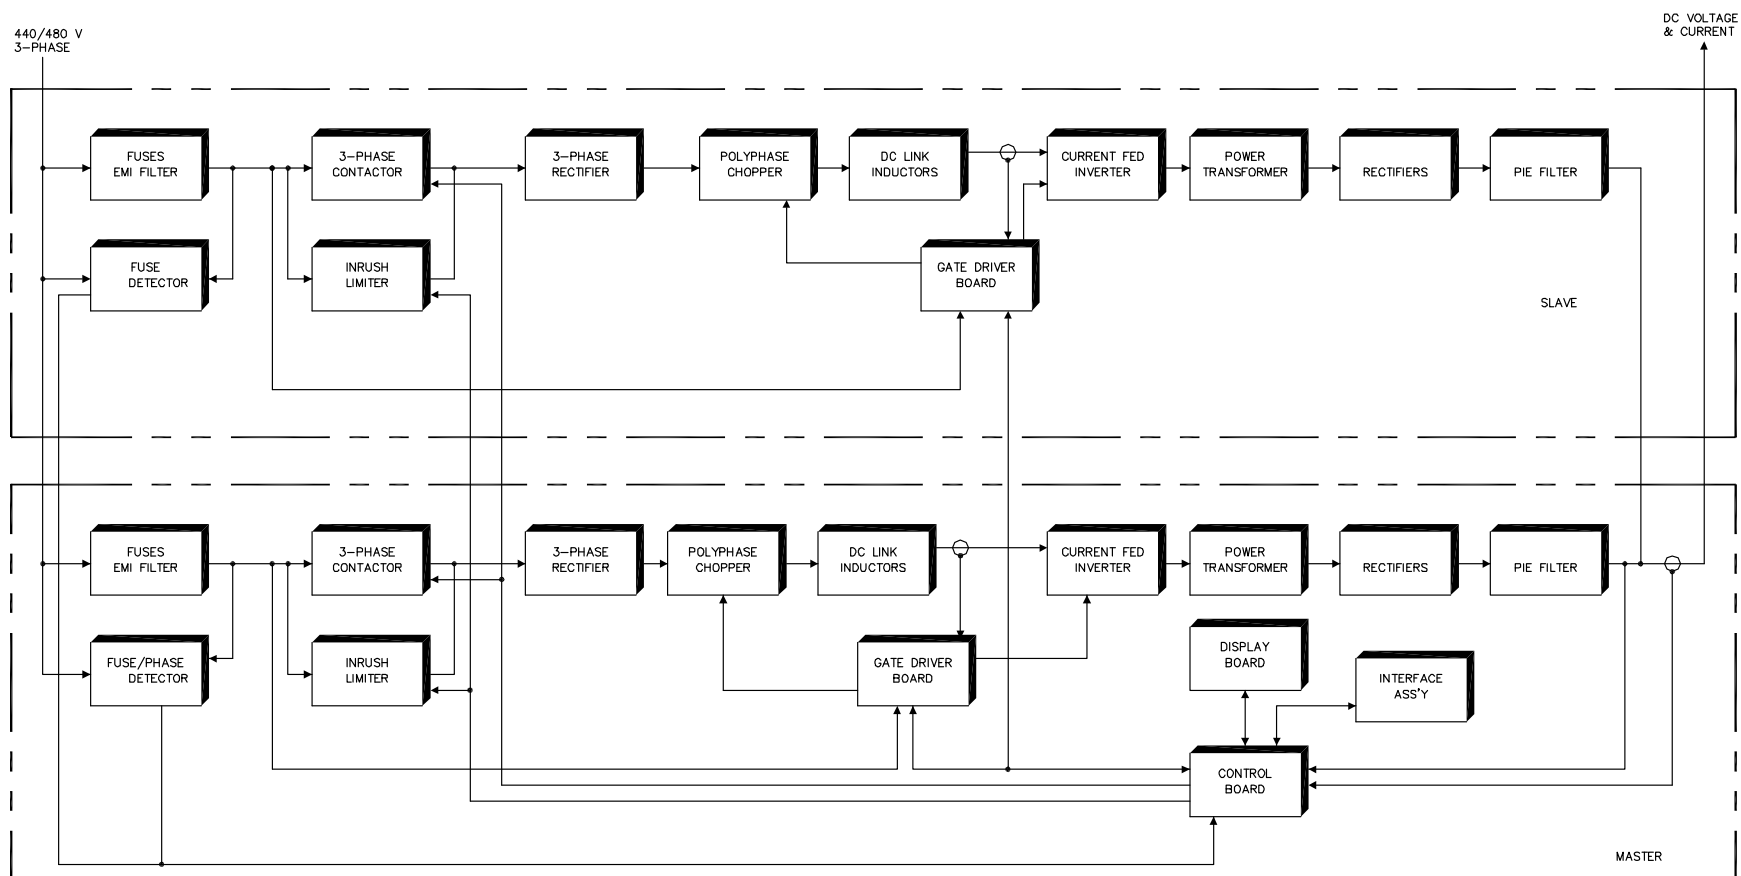 440/480 V
3-PHASE
DC VOLTAGE
& CURRENT
FUSES
EMI FILTER
3-PHASE
CONTACTOR
3-PHASE
RECTIFIER
POLYPHASE
CHOPPER
DC LINK
INDUCTORS
CURRENT FED
INVERTER
POWER
TRANSFORMER
RECTIFIERS
PIE FILTER
FUSE
DETECTOR
INRUSH
LIMITER
GATE DRIVER
BOARD
SLAVE
FUSES
EMI FILTER
3-PHASE
CONTACTOR
3-PHASE
RECTIFIER
POLYPHASE
CHOPPER
DC LINK
INDUCTORS
CURRENT FED
INVERTER
POWER
TRANSFORMER
RECTIFIERS
PIE FILTER
FUSE/PHASE
DETECTOR
INRUSH
LIMITER
GATE DRIVER
BOARD
DISPLAY
BOARD
INTERFACE
ASS'Y
CONTROL
BOARD
MASTER